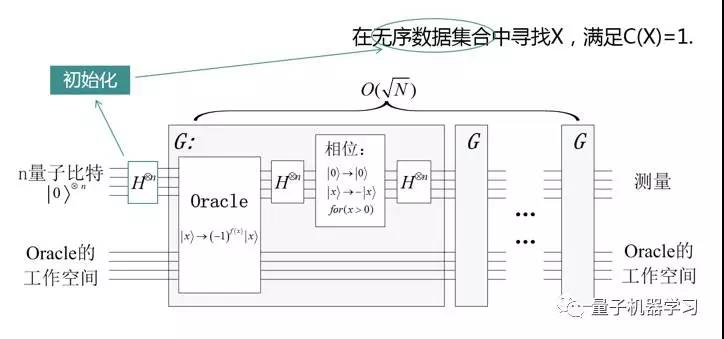 在无序数据集合中寻找X，满足C(X)=1.
初始化
O(√N)
G:
n量子比特
|0⟩⊗n
H⊗n
Oracle
|x⟩→(-1)f(x)|x⟩
H⊗n
相位：
|0⟩→|0⟩
|x⟩→-|x⟩
for(x>0)
H⊗n
G
...
...
G
测量
Oracle的
工作空间
Oracle的
工作空间
量子机器学习